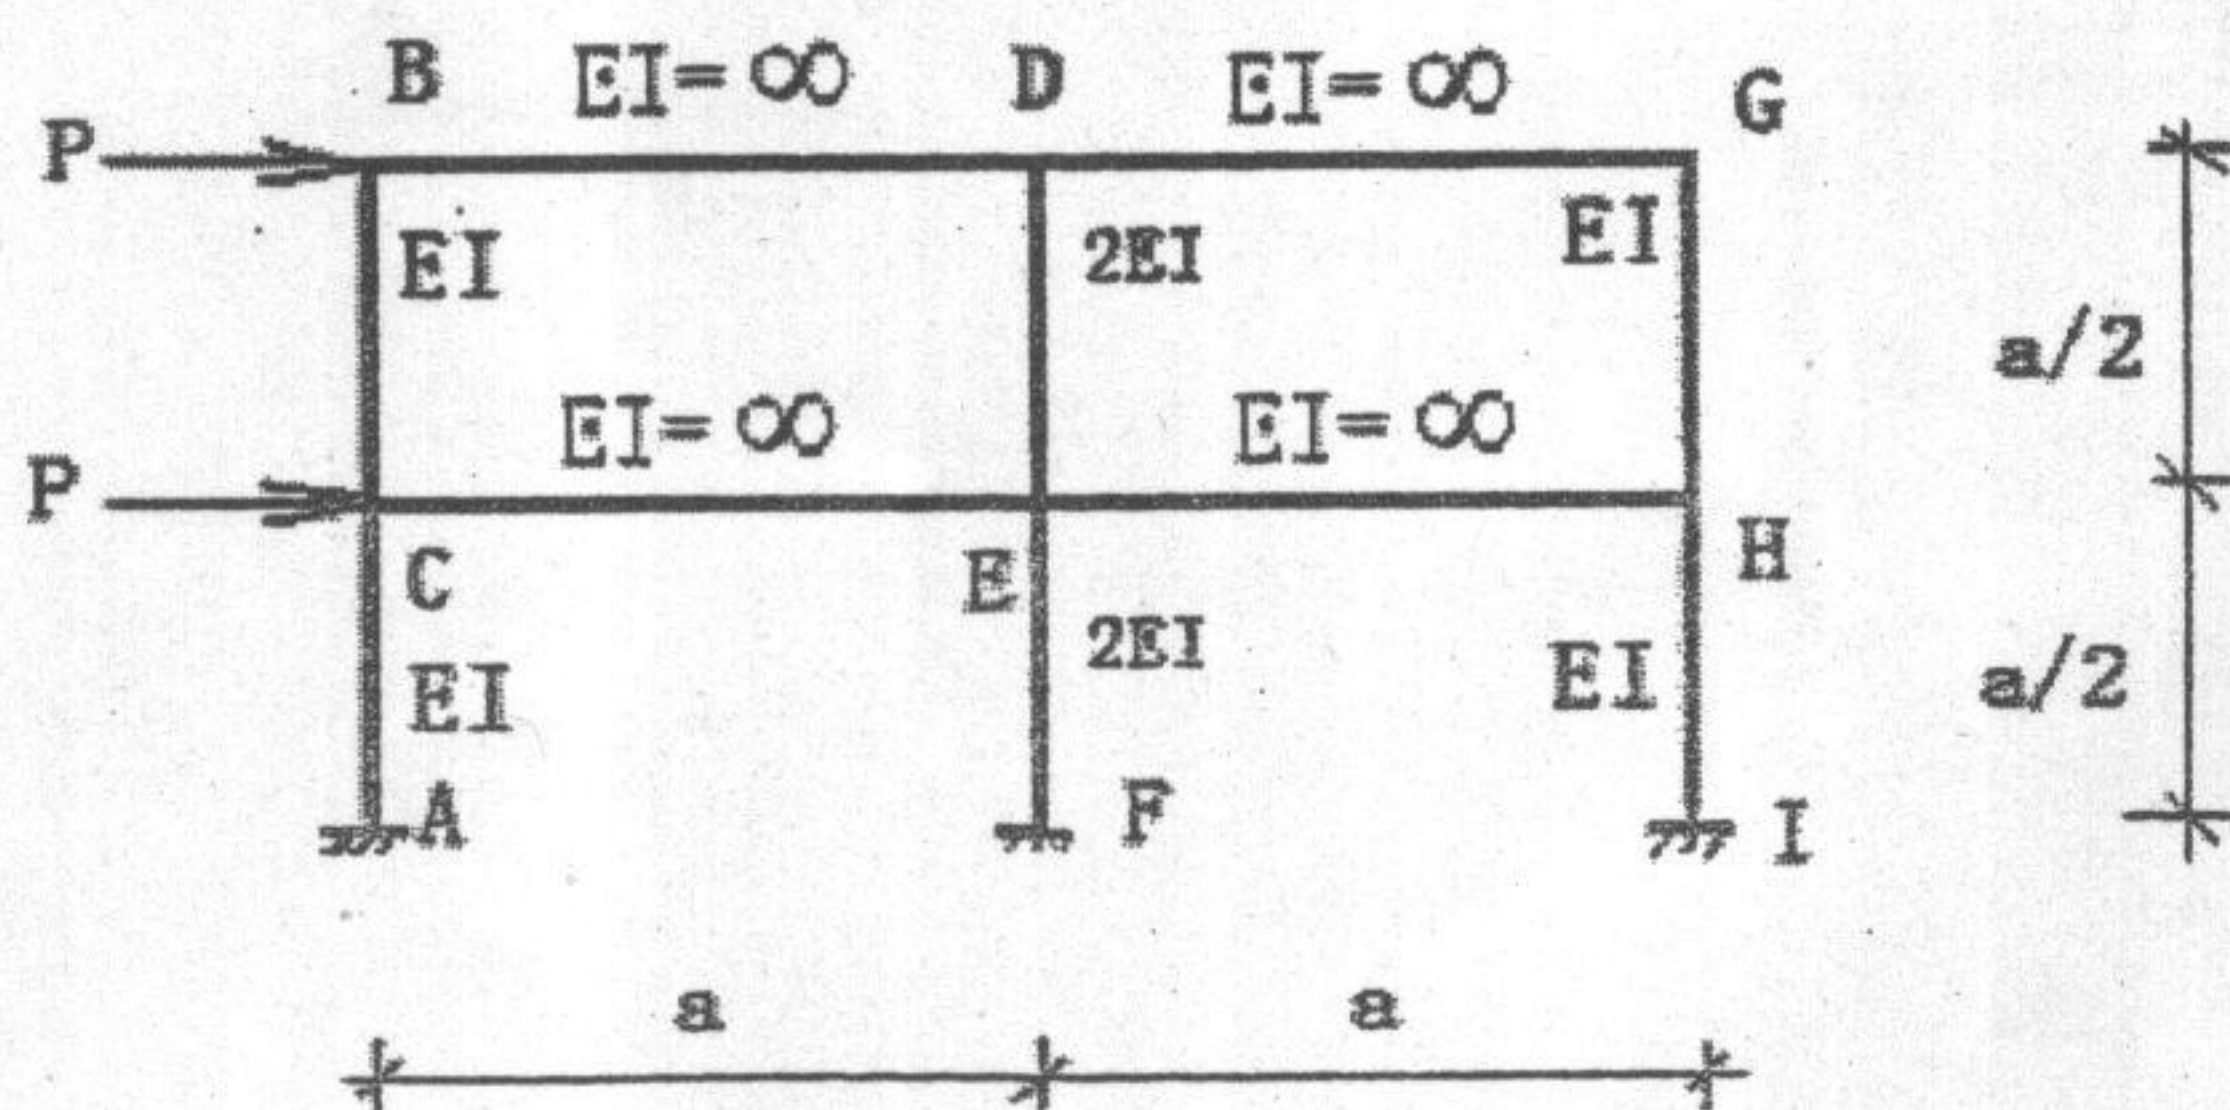 B EI=∞ D EI=∞ G
P
EI 2EI EI
a/2
EI=∞ EI=∞
P
C E H
EI 2EI EI a/2
A F I
a a